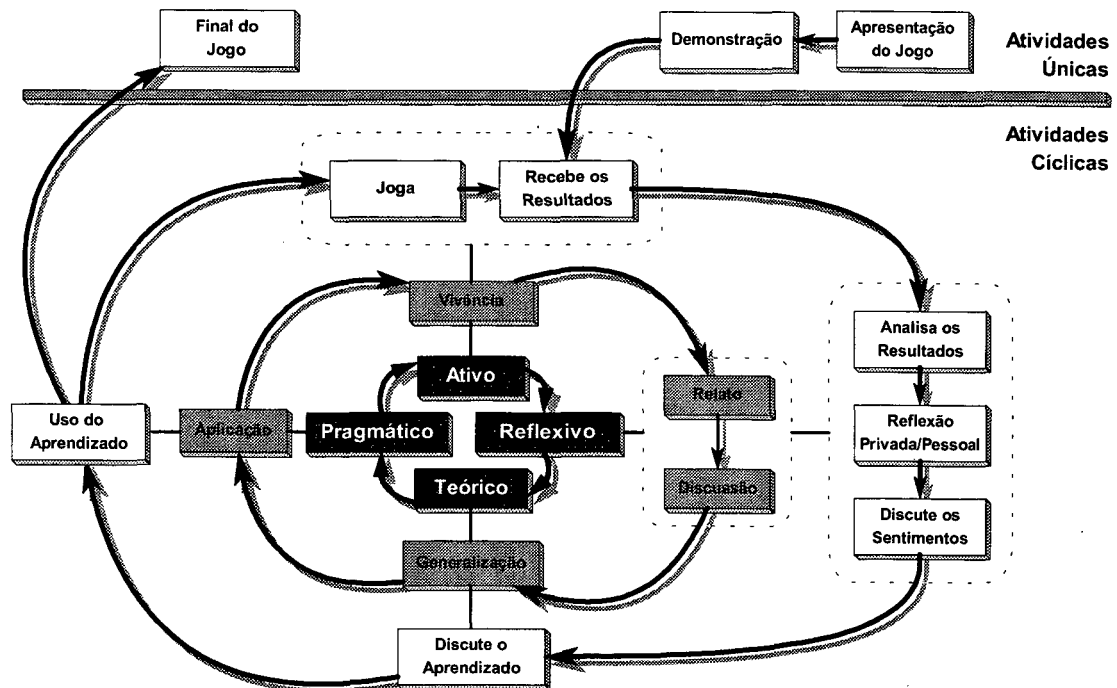 Final do
Jogo
Demonstração
Apresentação
do Jogo
Atividades
Únicas
Atividades
Cíclicas
Joga
Recebe os
Resultados
Vivência
Analisa os
Resultados
Ativo
Relato
Uso do
Aprendizado
Aplicação
Pragmático
Reflexivo
Reflexão
Privada/Pessoal
Teórico
Discussão
Discute os
Sentimentos
Generalização
Discute o
Aprendizado